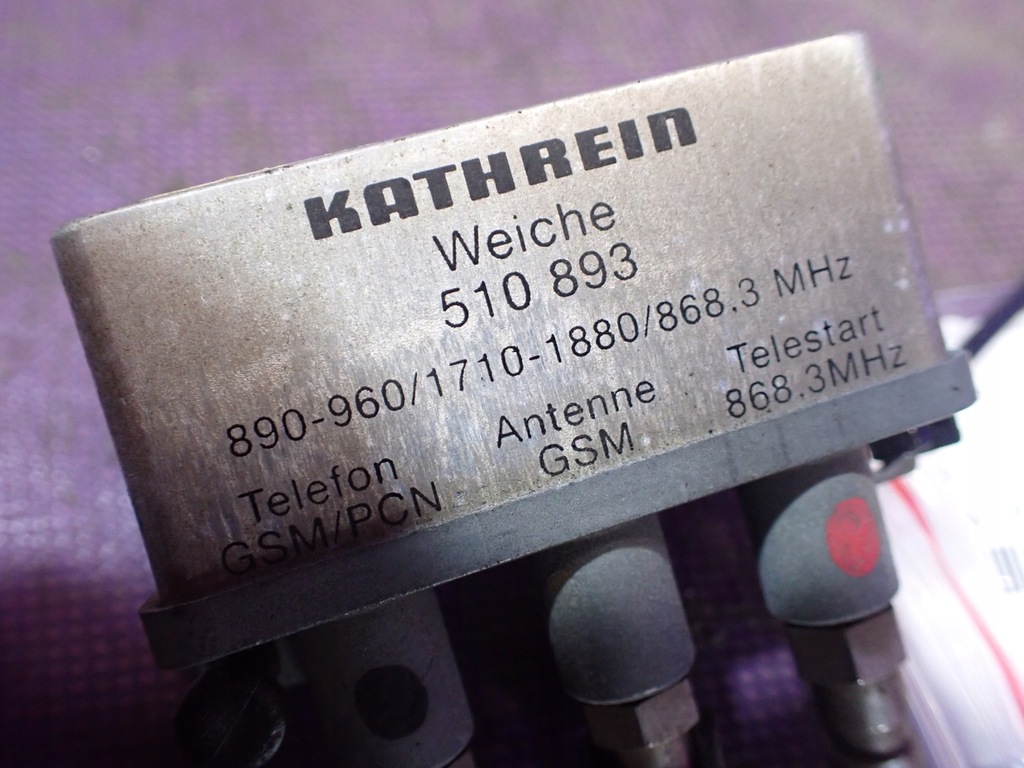 KATHREIN
Weiche
510 893
890-960/1710-1880/868.3 MHz
Telefon Antenne Telestart
GSM/PCN GSM 868.3MHz